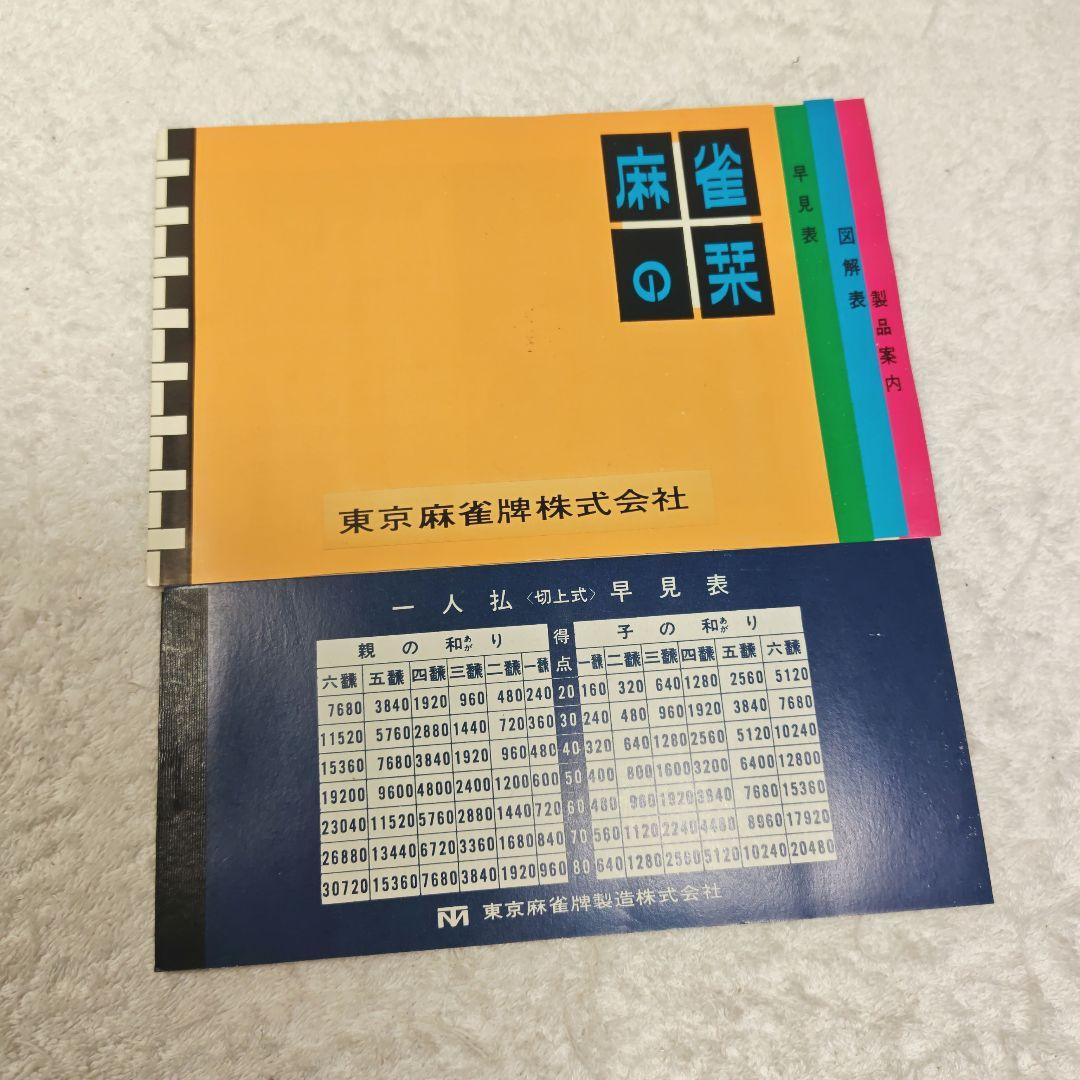 麻雀
の栞
早見表
図解表
製品案内
東京麻雀牌株式会社
一人払〈切上式〉早見表
親の和(あが)り 得点 子の和(あが)り
六飜 五飜 四飜 三飜 二飜 一飜 一飜 二飜 三飜 四飜 五飜 六飜
7680 3840 1920 960 480 240 20 160 320 640 1280 2560 5120
11520 5760 2880 1440 720 360 30 240 480 960 1920 3840 7680
15360 7680 3840 1920 960 480 40 320 640 1280 2560 5120 10240
19200 9600 4800 2400 1200 600 50 400 800 1600 3200 6400 12800
23040 11520 5760 2880 1440 720 60 480 960 1920 3840 7680 15360
26880 13440 6720 3360 1680 840 70 560 1120 2240 4480 8960 17920
30720 15360 7680 3840 1920 960 80 640 1280 2560 5120 10240 20480
東京麻雀牌製造株式会社